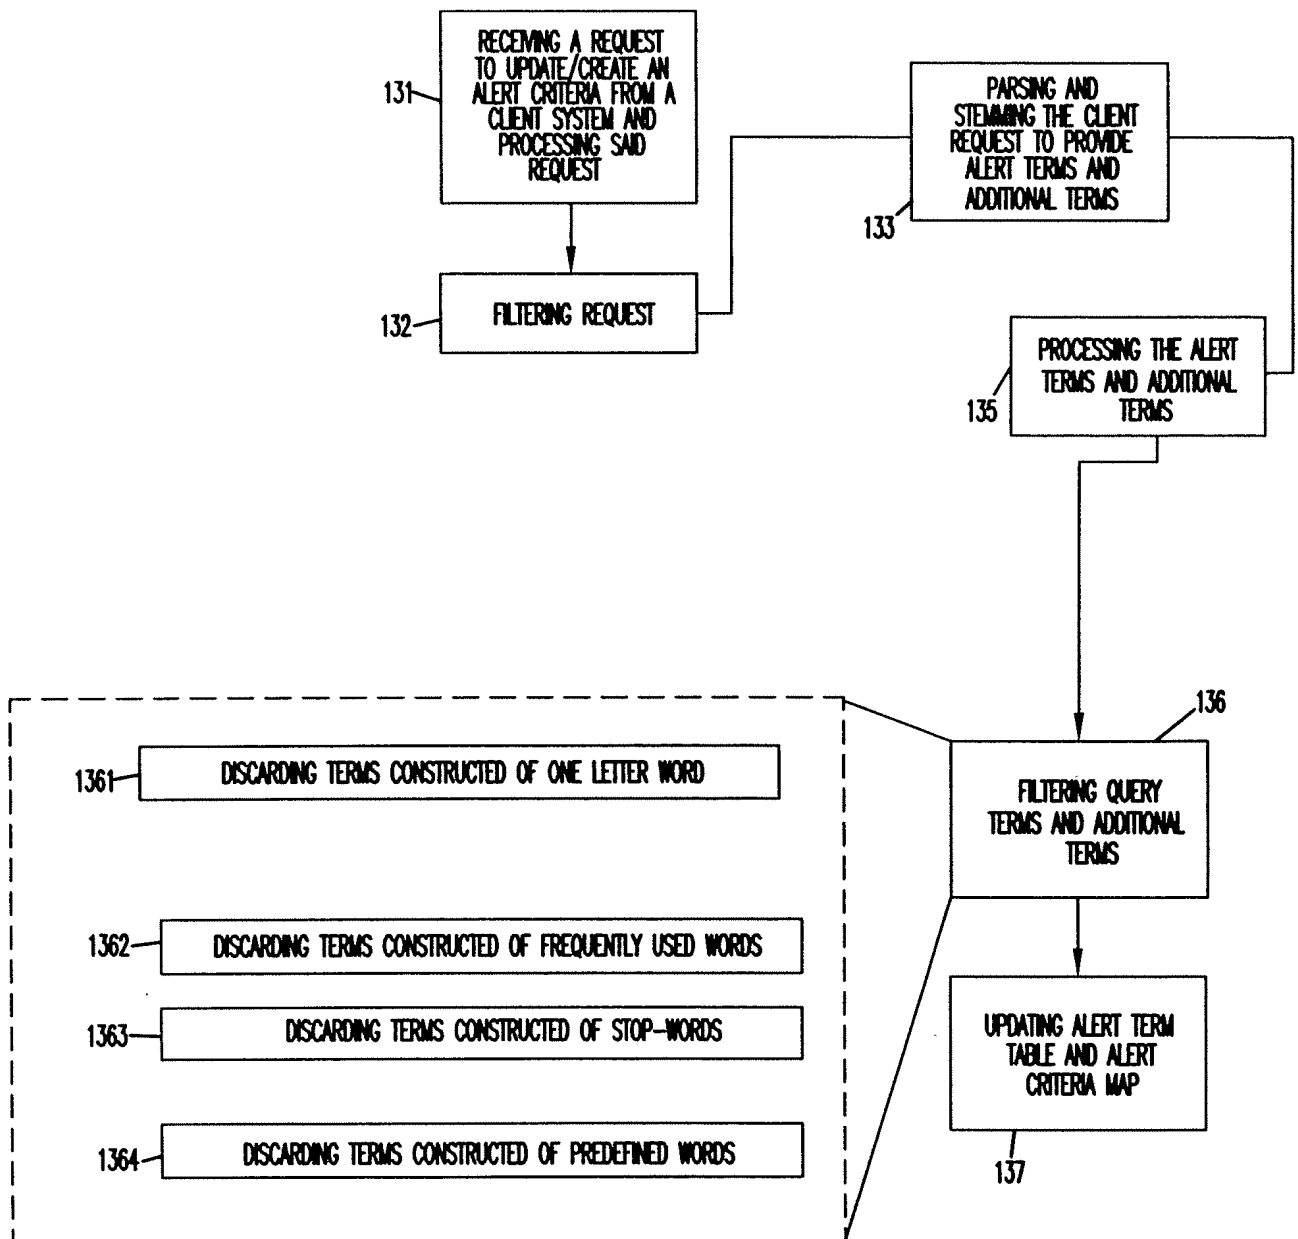 RECEIVING A REQUEST
TO UPDATE/CREATE AN
ALERT CRITERIA FROM A
CLIENT SYSTEM AND
PROCESSING SAID
REQUEST
131
FILTERING REQUEST
132
PARSING AND
STEMMING THE CLIENT
REQUEST TO PROVIDE
ALERT TERMS AND
ADDITIONAL TERMS
133
PROCESSING THE ALERT
TERMS AND ADDITIONAL
TERMS
135
136
FILTERING QUERY
TERMS AND ADDITIONAL
TERMS
1361
DISCARDING TERMS CONSTRUCTED OF ONE LETTER WORD
1362
DISCARDING TERMS CONSTRUCTED OF FREQUENTLY USED WORDS
1363
DISCARDING TERMS CONSTRUCTED OF STOP-WORDS
1364
DISCARDING TERMS CONSTRUCTED OF PREDEFINED WORDS
UPDATING ALERT TERM
TABLE AND ALERT
CRITERIA MAP
137